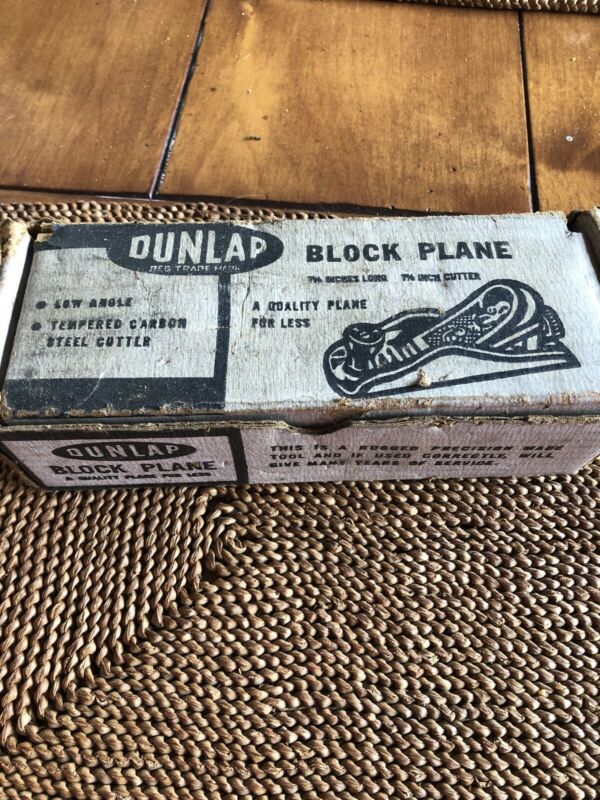 DUNLAP
REG TRADE MARK
● LOW ANGLE
● TEMPERED CARBON
STEEL CUTTER
BLOCK PLANE
INCHES LONG INCH CUTTER
A QUALITY PLANE
FOR LESS
DUNLAP
BLOCK PLANE
A QUALITY PLANE FOR LESS
THIS IS A RUGGED PRECISION MADE
TOOL AND IF USED CORRECTLY, WILL
GIVE MANY YEARS OF SERVICE.